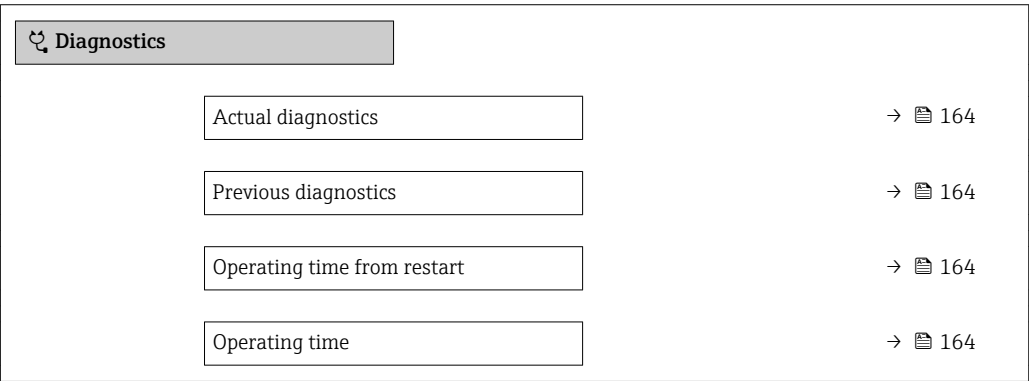 Diagnostics
Actual diagnostics → 164
Previous diagnostics → 164
Operating time from restart → 164
Operating time → 164